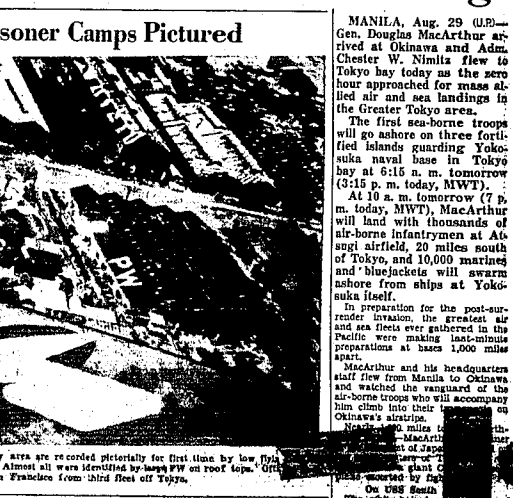 soner Camps Pictured
PW
y area are recorded pictorially for first time by low flyi
Almost all were identified by large PW on roof tops.
n Francisco from third fleet off Tokyo.
MANILA, Aug. 29 (U.P.)—
Gen. Douglas MacArthur ar-
rived at Okinawa and Adm.
Chester W. Nimitz flew to
Tokyo bay today as the zero
hour approached for mass al-
lied air and sea landings in
the Greater Tokyo area.
The first sea-borne troops
will go ashore on three forti-
fied islands guarding Yoko-
suka naval base in Tokyo
bay at 6:15 a. m. tomorrow
(3:15 p. m. today, MWT).
At 10 a. m. tomorrow (7 p.
m. today, MWT), MacArthur
will land with thousands of
air-borne infantrymen at At-
sugi airfield, 20 miles south
of Tokyo, and 10,000 marines
and bluejackets will swarm
ashore from ships at Yoko-
suka itself.
In preparation for the post-sur-
render invasion, the greatest air
and sea fleets ever gathered in the
Pacific were making last-minute
preparations at bases 1,000 miles
apart.
MacArthur and his headquarters
staff flew from Manila to Okinawa
and watched the vanguard of the
air-borne troops who will accompany
him climb into their on
Okinawa's airstrips.
miles to
—MacArth
nt of Japa
giant C
escorted by figh
On USS South